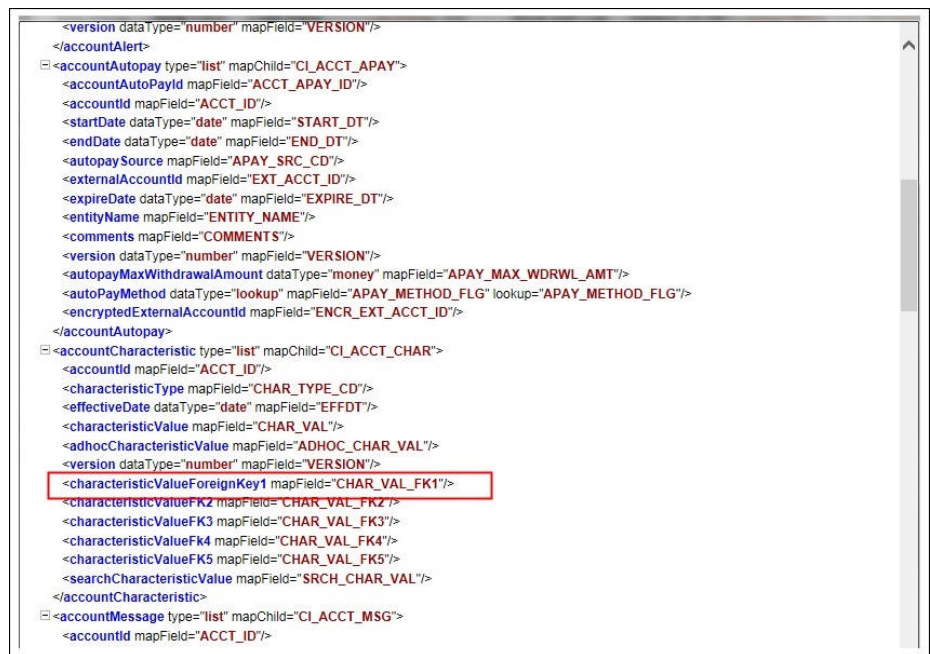 <version dataType="number" mapField="VERSION"/>
</accountAlert>
<accountAutopay type="list" mapChild="CI_ACCT_APAY">
<accountAutoPayId mapField="ACCT_APAY_ID"/>
<accountId mapField="ACCT_ID"/>
<startDate dataType="date" mapField="START_DT"/>
<endDate dataType="date" mapField="END_DT"/>
<autopaySource mapField="APAY_SRC_CD"/>
<externalAccountId mapField="EXT_ACCT_ID"/>
<expireDate dataType="date" mapField="EXPIRE_DT"/>
<entityName mapField="ENTITY_NAME"/>
<comments mapField="COMMENTS"/>
<version dataType="number" mapField="VERSION"/>
<autopayMaxWithdrawalAmount dataType="money" mapField="APAY_MAX_WDRWL_AMT"/>
<autoPayMethod dataType="lookup" mapField="APAY_METHOD_FLG" lookup="APAY_METHOD_FLG"/>
<encryptedExternalAccountId mapField="ENCR_EXT_ACCT_ID"/>
</accountAutopay>
<accountCharacteristic type="list" mapChild="CI_ACCT_CHAR">
<accountId mapField="ACCT_ID"/>
<characteristicType mapField="CHAR_TYPE_CD"/>
<effectiveDate dataType="date" mapField="EFFDT"/>
<characteristicValue mapField="CHAR_VAL"/>
<adhocCharacteristicValue mapField="ADHOC_CHAR_VAL"/>
<version dataType="number" mapField="VERSION"/>
<characteristicValueForeignKey1 mapField="CHAR_VAL_FK1"/>
<characteristicValueFK2 mapField="CHAR_VAL_FK2"/>
<characteristicValueFK3 mapField="CHAR_VAL_FK3"/>
<characteristicValueFk4 mapField="CHAR_VAL_FK4"/>
<characteristicValueFK5 mapField="CHAR_VAL_FK5"/>
<searchCharacteristicValue mapField="SRCH_CHAR_VAL"/>
</accountCharacteristic>
<accountMessage type="list" mapChild="CI_ACCT_MSG">
<accountId mapField="ACCT_ID"/>